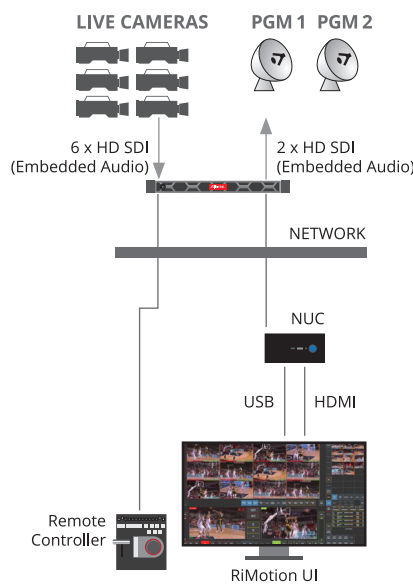 LIVE CAMERAS
PGM 1 PGM 2
6 x HD SDI
(Embedded Audio)
2 x HD SDI
(Embedded Audio)
NETWORK
NUC
USB
HDMI
Remote
Controller
RiMotion UI